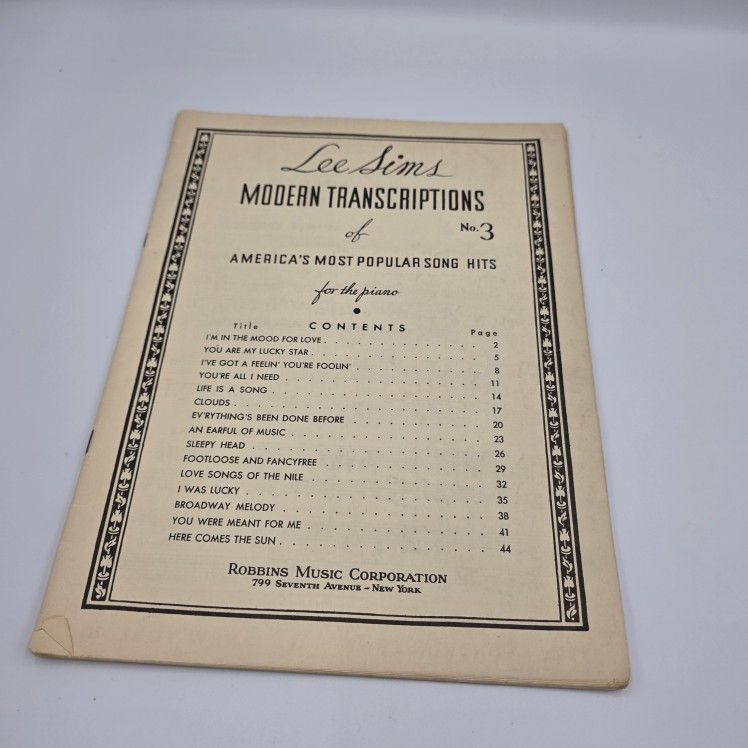 Lee Sims
MODERN TRANSCRIPTIONS
of No. 3
AMERICA'S MOST POPULAR SONG HITS
for the piano
Title CONTENTS Page
I'M IN THE MOOD FOR LOVE . . . . . . . . . . . . 2
YOU ARE MY LUCKY STAR . . . . . . . . . . . . 5
I'VE GOT A FEELIN' YOU'RE FOOLIN' . . . . . . . . . 8
YOU'RE ALL I NEED . . . . . . . . . . . . . 11
LIFE IS A SONG . . . . . . . . . . . . . . 14
CLOUDS . . . . . . . . . . . . . . . . 17
EV'RYTHING'S BEEN DONE BEFORE . . . . . . . . . 20
AN EARFUL OF MUSIC . . . . . . . . . . . . 23
SLEEPY HEAD . . . . . . . . . . . . . . 26
FOOTLOOSE AND FANCYFREE . . . . . . . . . . 29
LOVE SONGS OF THE NILE . . . . . . . . . . . 32
I WAS LUCKY . . . . . . . . . . . . . . 35
BROADWAY MELODY . . . . . . . . . . . . 38
YOU WERE MEANT FOR ME . . . . . . . . . . . 41
HERE COMES THE SUN . . . . . . . . . . . . 44
ROBBINS MUSIC CORPORATION
799 SEVENTH AVENUE - NEW YORK